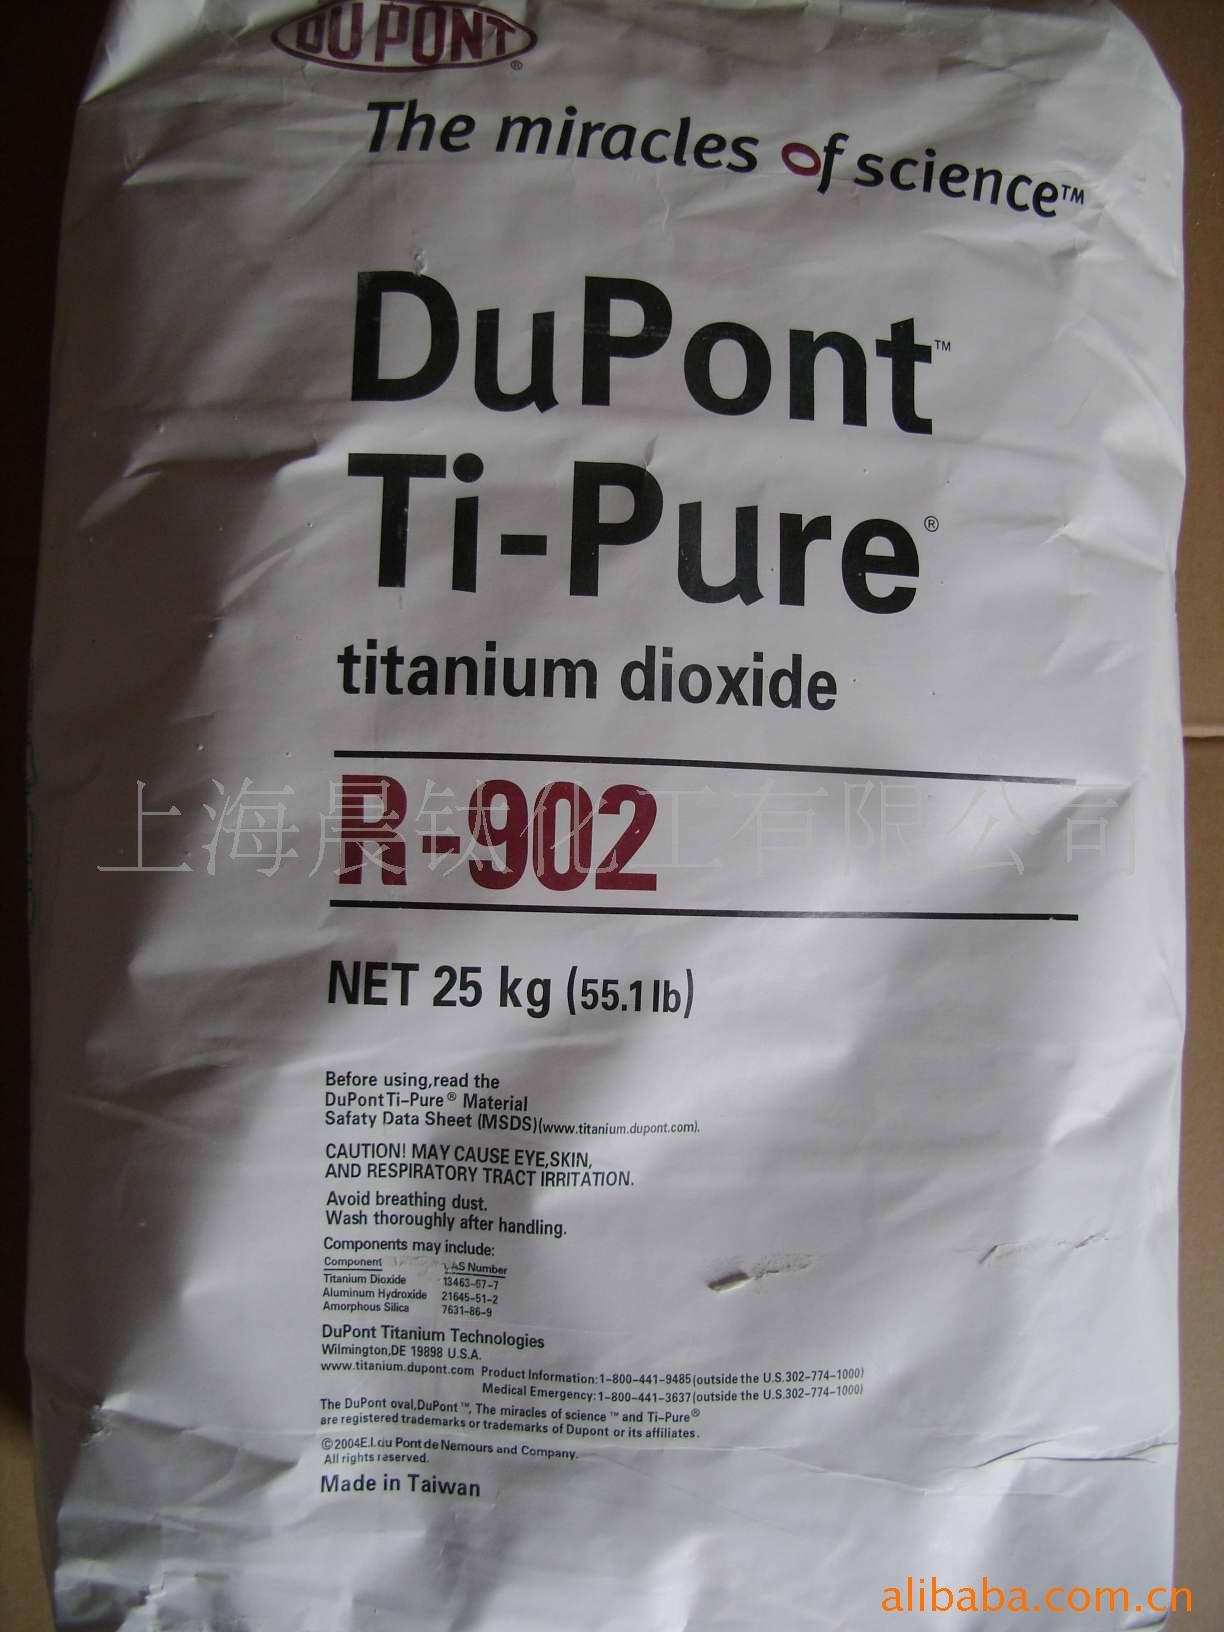 DU PONT®
The miracles of science™
DuPont™
Ti-Pure®
titanium dioxide
R-902
上海晨钛化工有限公司
NET 25 kg (55.1 lb)
Before using,read the
DuPont Ti-Pure® Material
Safaty Data Sheet (MSDS)(www.titanium.dupont.com).
CAUTION! MAY CAUSE EYE,SKIN,
AND RESPIRATORY TRACT IRRITATION.
Avoid breathing dust.
Wash thoroughly after handling.
Components may include:
Component CAS Number
Titanium Dioxide 13463-67-7
Aluminum Hydroxide 21645-51-2
Amorphous Silica 7631-86-9
DuPont Titanium Technologies
Wilmington,DE 19898 U.S.A.
www.titanium.dupont.com Product Information:1-800-441-9485(outside the U.S.302-774-1000)
Medical Emergency:1-800-441-3637(outside the U.S.302-774-1000)
The DuPont oval,DuPont™, The miracles of science™ and Ti-Pure®
are registered trademarks or trademarks of Dupont or its affiliates.
©2004E.I.du Pont de Nemours and Company.
All rights reserved.
Made in Taiwan
alibaba.com.cn